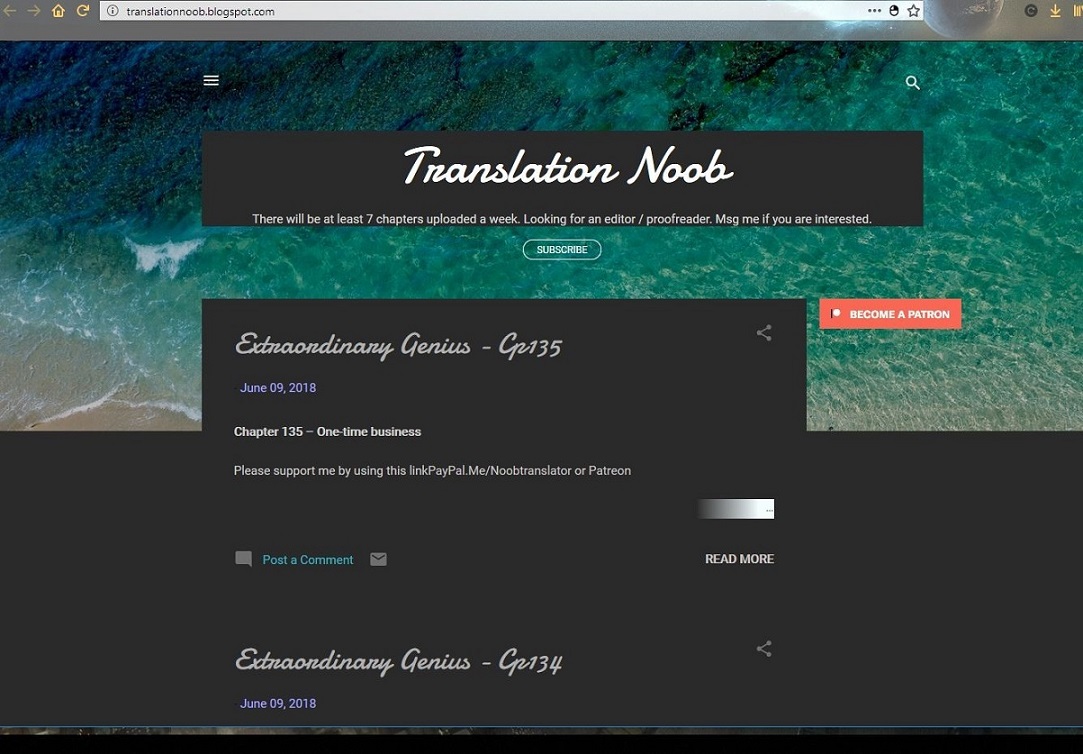 translationnoob.blogspot.com
Translation Noob
There will be at least 7 chapters uploaded a week. Looking for an editor / proofreader. Msg me if you are interested.
SUBSCRIBE
BECOME A PATRON
Extraordinary Genius - Cp135
June 09, 2018
Chapter 135 – One-time business
Please support me by using this linkPayPal.Me/Noobtranslator or Patreon
...
Post a Comment
READ MORE
Extraordinary Genius - Cp134
June 09, 2018